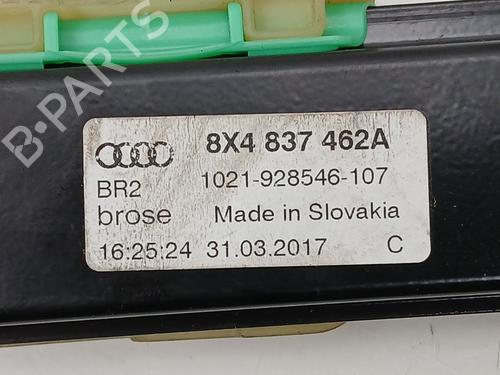 B-PARTS
8X4 837 462A
BR2 1021-928546-107
brose Made in Slovakia
16:25:24 31.03.2017 C